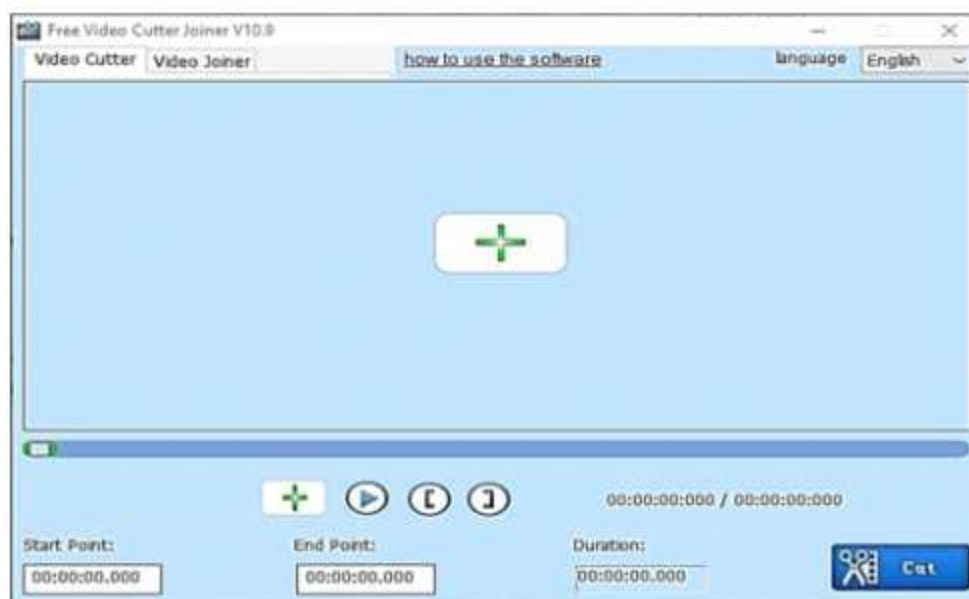 Free Video Cutter Joiner V10.9
Video Cutter Video Joiner how to use the software language English
[ ] 00:00:00:000 / 00:00:00:000
Start Point: End Point: Duration:
00:00:00.000 00:00:00.000 00:00:00.000 Cut